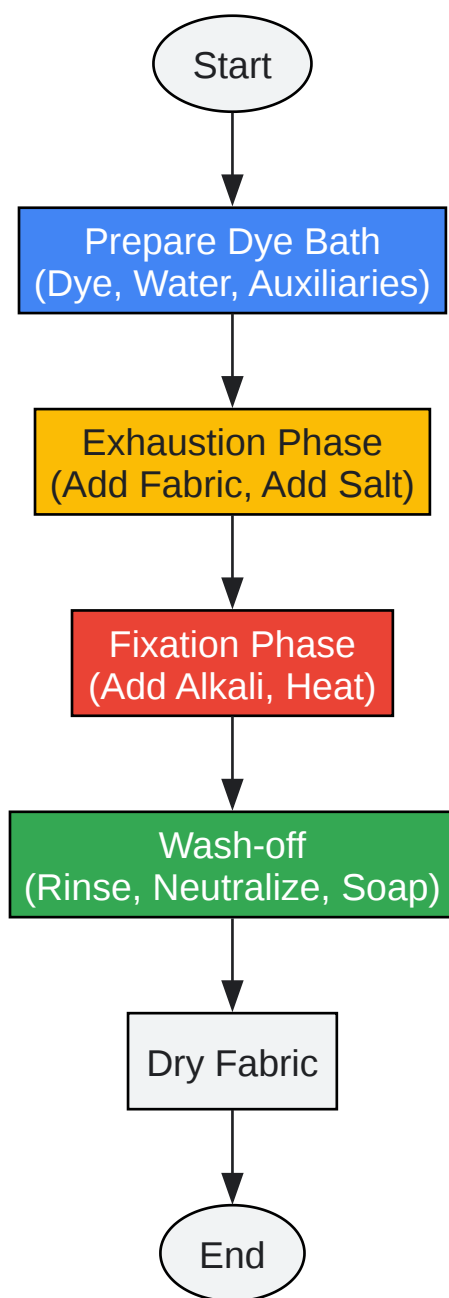 Start
Prepare Dye Bath
(Dye, Water, Auxiliaries)
Exhaustion Phase
(Add Fabric, Add Salt)
Fixation Phase
(Add Alkali, Heat)
Wash-off
(Rinse, Neutralize, Soap)
Dry Fabric
End